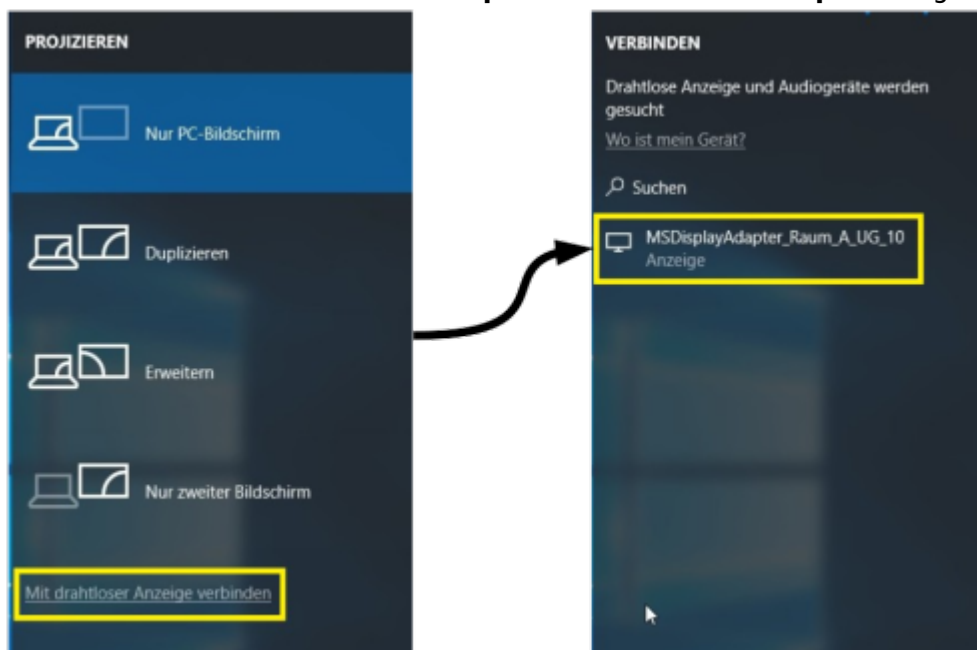 PROJIZIEREN
Nur PC-Bildschirm
Duplizieren
Erweitern
Nur zweiter Bildschirm
Mit drahtloser Anzeige verbinden
VERBINDEN
Drahtlose Anzeige und Audiogeräte werden
gesucht
Wo ist mein Gerät?
Suchen
MSDisplayAdapter_Raum_A_UG_10
Anzeige